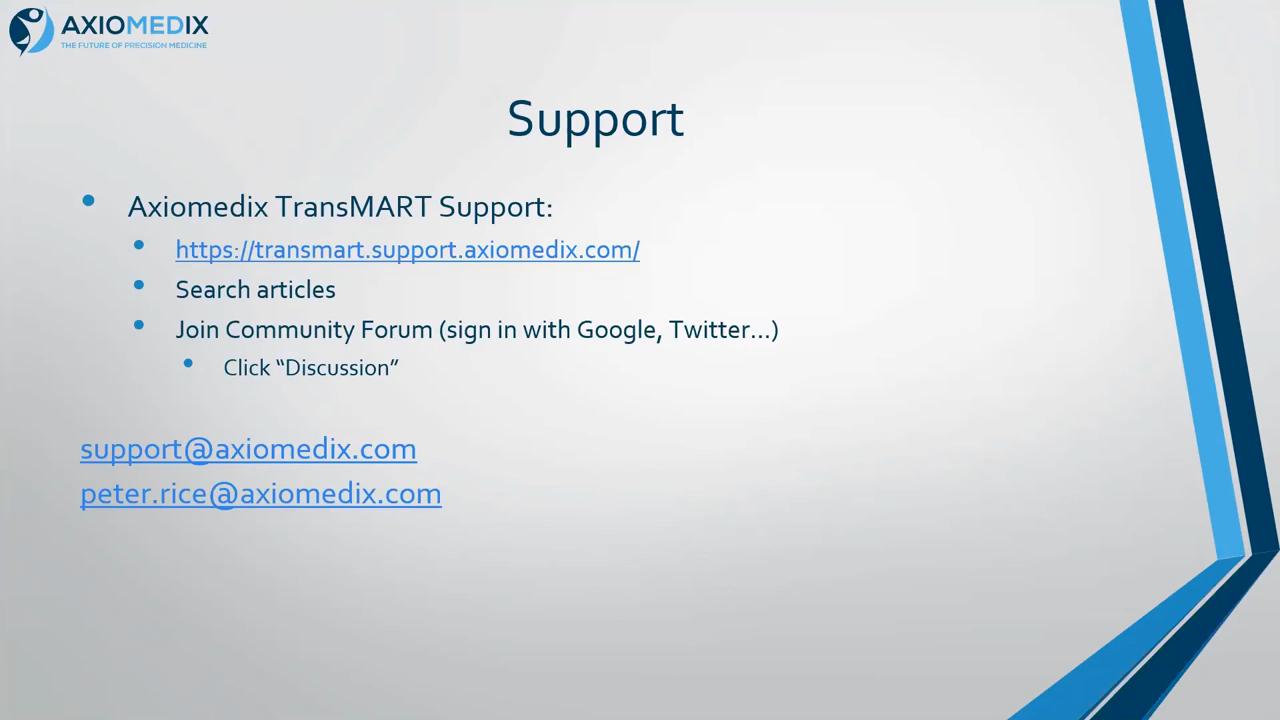 AXIOMEDIX
THE FUTURE OF PRECISION MEDICINE
Support
Axiomedix TransMART Support:
https://transmart.support.axiomedix.com/
Search articles
Join Community Forum (sign in with Google, Twitter...)
Click “Discussion”
support@axiomedix.com
peter.rice@axiomedix.com